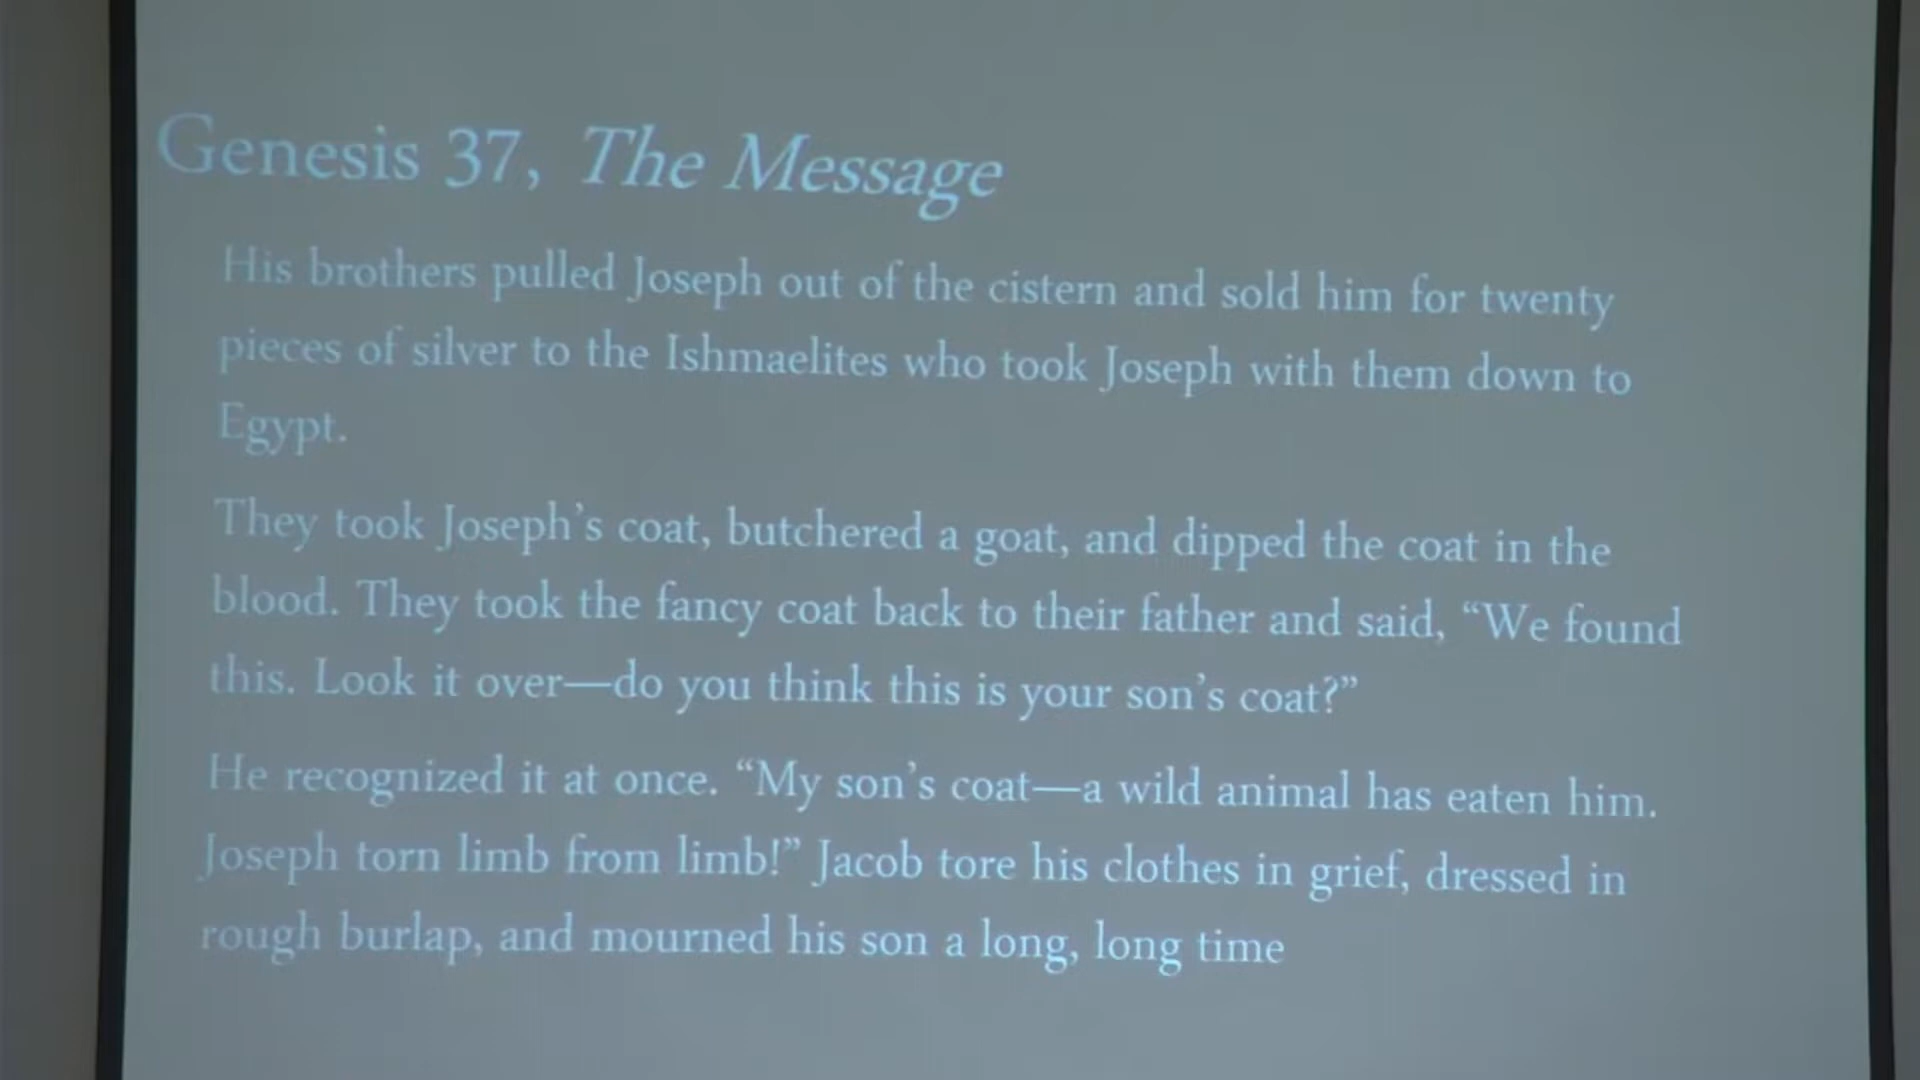 Genesis 37, The Message
His brothers pulled Joseph out of the cistern and sold him for twenty
pieces of silver to the Ishmaelites who took Joseph with them down to
Egypt.
They took Joseph’s coat, butchered a goat, and dipped the coat in the
blood. They took the fancy coat back to their father and said, “We found
this. Look it over—do you think this is your son’s coat?”
He recognized it at once. “My son’s coat—a wild animal has eaten him.
Joseph torn limb from limb!” Jacob tore his clothes in grief, dressed in
rough burlap, and mourned his son a long, long time